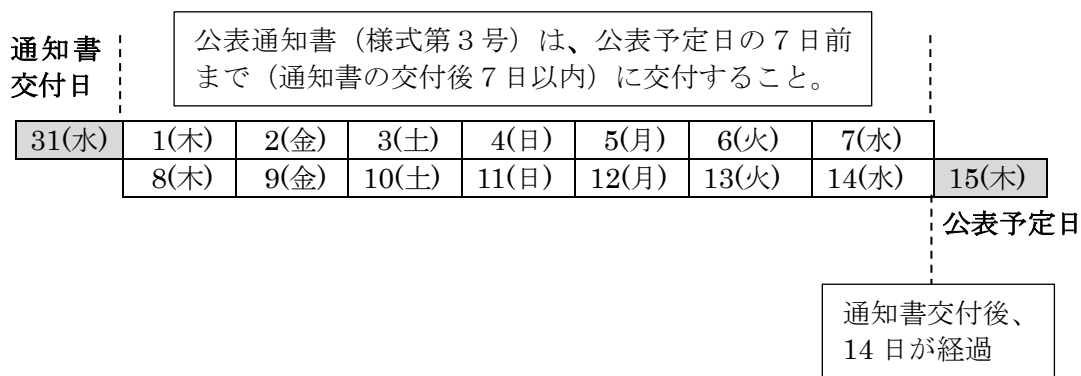 通知書
交付日
公表通知書（様式第３号）は、公表予定日の７日前
まで（通知書の交付後７日以内）に交付すること。
31(水) 1(木) 2(金) 3(土) 4(日) 5(月) 6(火) 7(水)
8(木) 9(金) 10(土) 11(日) 12(月) 13(火) 14(水) 15(木)
公表予定日
通知書交付後、
14 日が経過